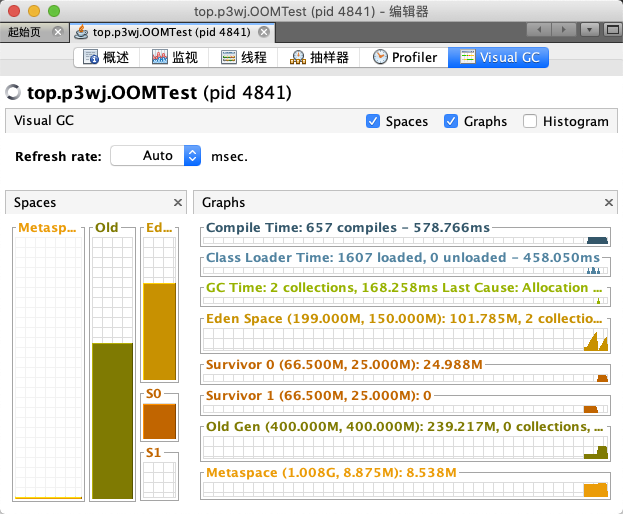 top.p3wj.OOMTest (pid 4841) - 编辑器
起始页 top.p3wj.OOMTest (pid 4841)
概述 监视 线程 抽样器 Profiler Visual GC
top.p3wj.OOMTest (pid 4841)
Visual GC Spaces Graphs Histogram
Refresh rate: Auto msec.
Spaces
Metasp... Old Ed...
S0
S1
Graphs
Compile Time: 657 compiles - 578.766ms
Class Loader Time: 1607 loaded, 0 unloaded - 458.050ms
GC Time: 2 collections, 168.258ms Last Cause: Allocation ...
Eden Space (199.000M, 150.000M): 101.785M, 2 collectio...
Survivor 0 (66.500M, 25.000M): 24.988M
Survivor 1 (66.500M, 25.000M): 0
Old Gen (400.000M, 400.000M): 239.217M, 0 collections, ...
Metaspace (1.008G, 8.875M): 8.538M